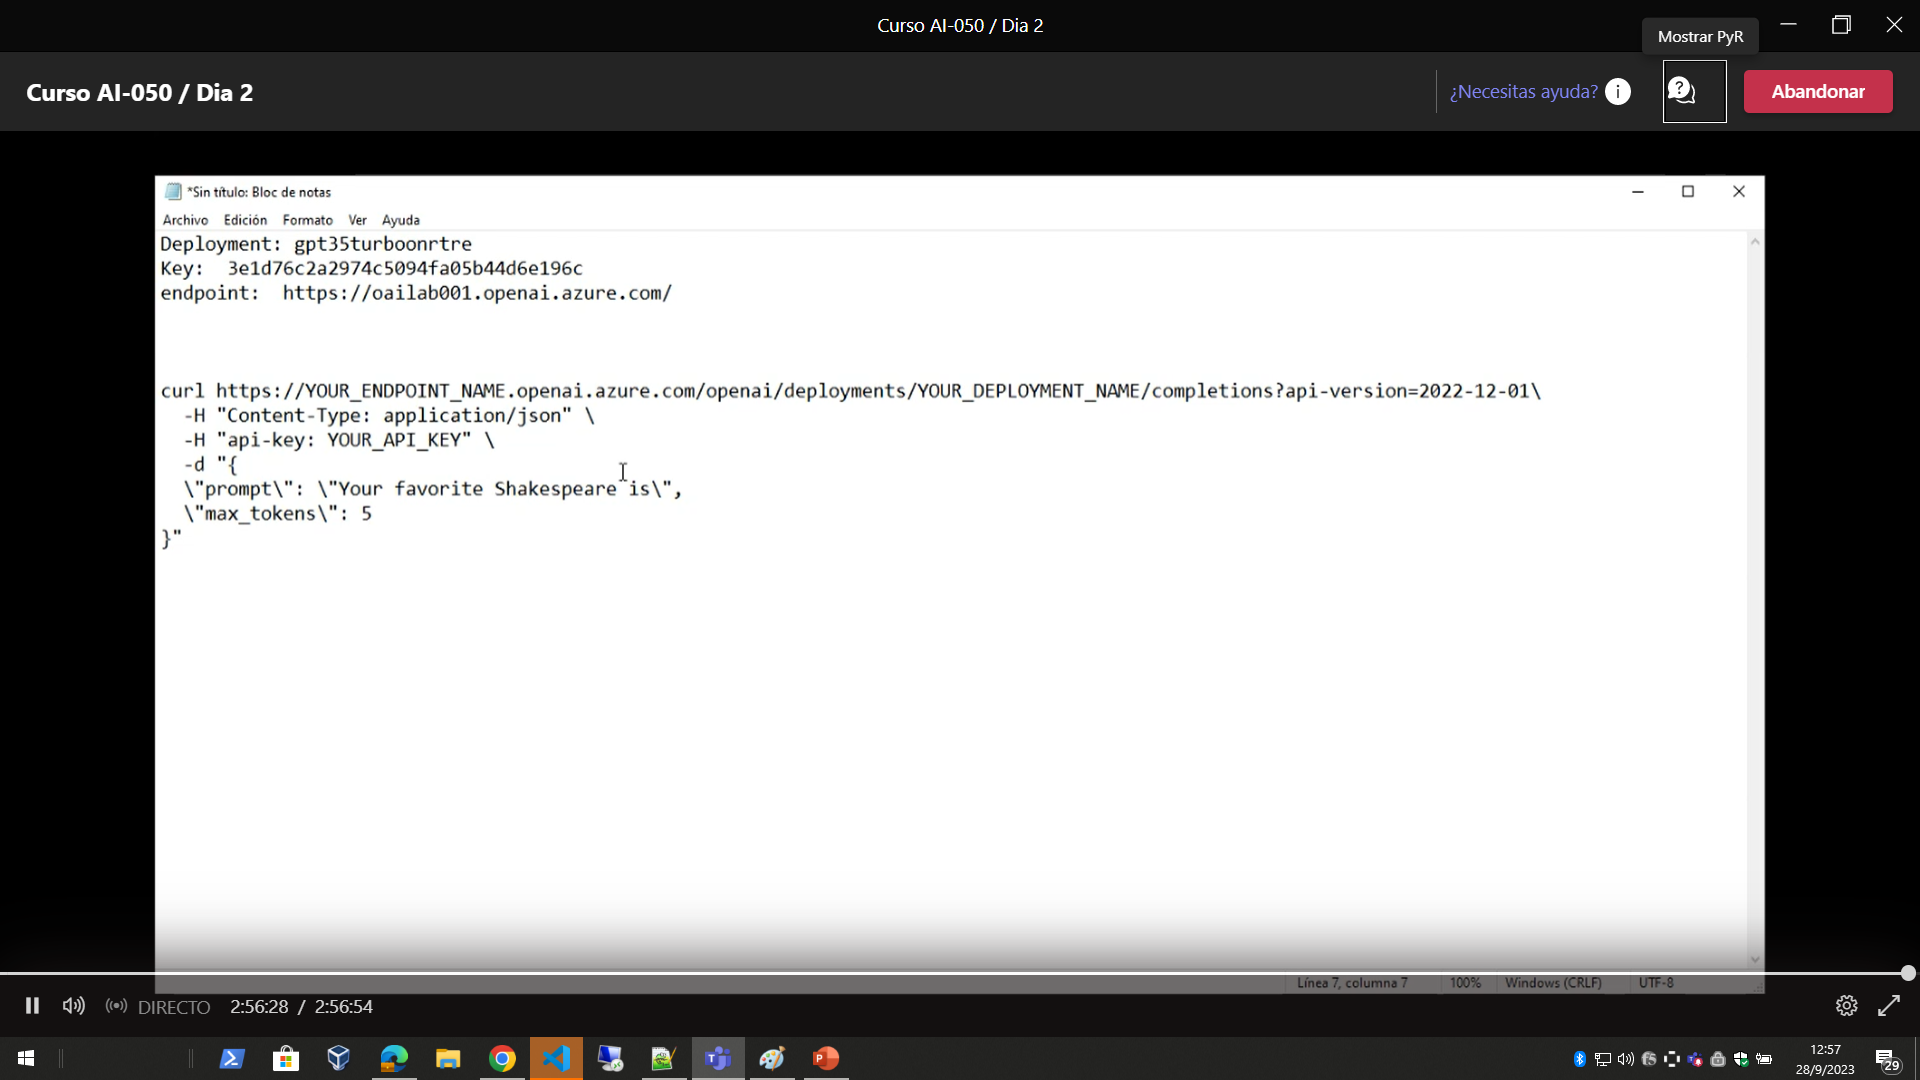 Curso AI-050 / Dia 2
Mostrar PyR
Curso AI-050 / Dia 2
¿Necesitas ayuda?
Abandonar
*Sin título: Bloc de notas
Archivo Edición Formato Ver Ayuda
Deployment: gpt35turboonrtre
Key:  3e1d76c2a2974c5094fa05b44d6e196c
endpoint:  https://oailab001.openai.azure.com/
curl https://YOUR_ENDPOINT_NAME.openai.azure.com/openai/deployments/YOUR_DEPLOYMENT_NAME/completions?api-version=2022-12-01\
  -H "Content-Type: application/json" \
  -H "api-key: YOUR_API_KEY" \
  -d "{
  \"prompt\": \"Your favorite Shakespeare is\",
  \"max_tokens\": 5
}"
Línea 7, columna 7 100% Windows (CRLF) UTF-8
DIRECTO 2:56:28 / 2:56:54
12:57
28/9/2023
29